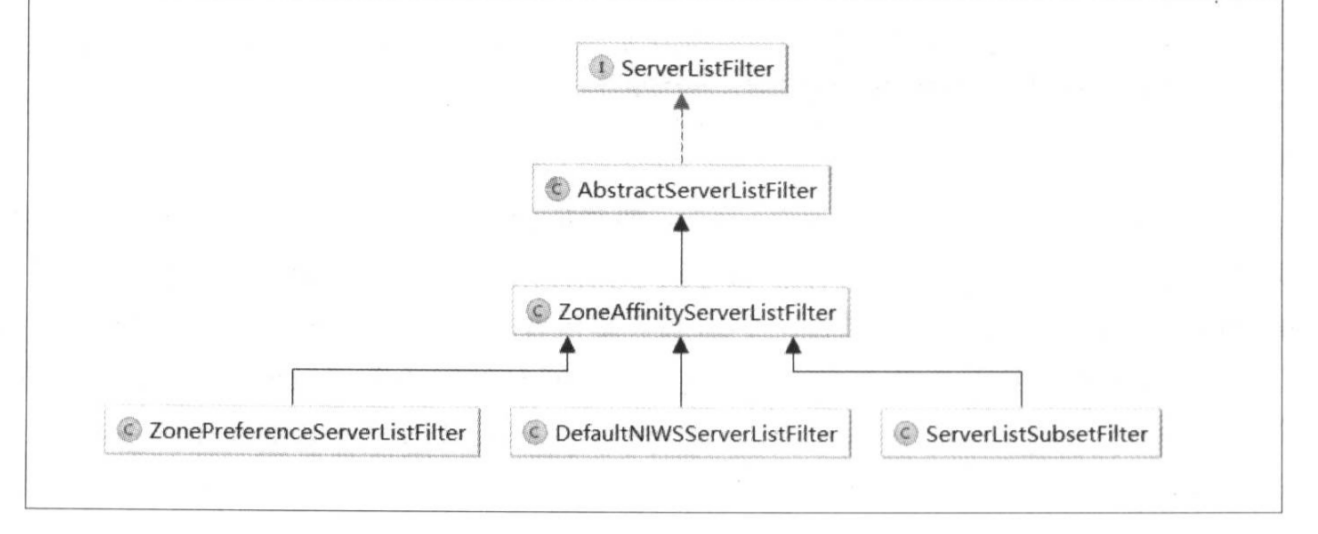 I ServerListFilter
C AbstractServerListFilter
C ZoneAffinityServerListFilter
C ZonePreferenceServerListFilter
C DefaultNIWSServerListFilter
C ServerListSubsetFilter